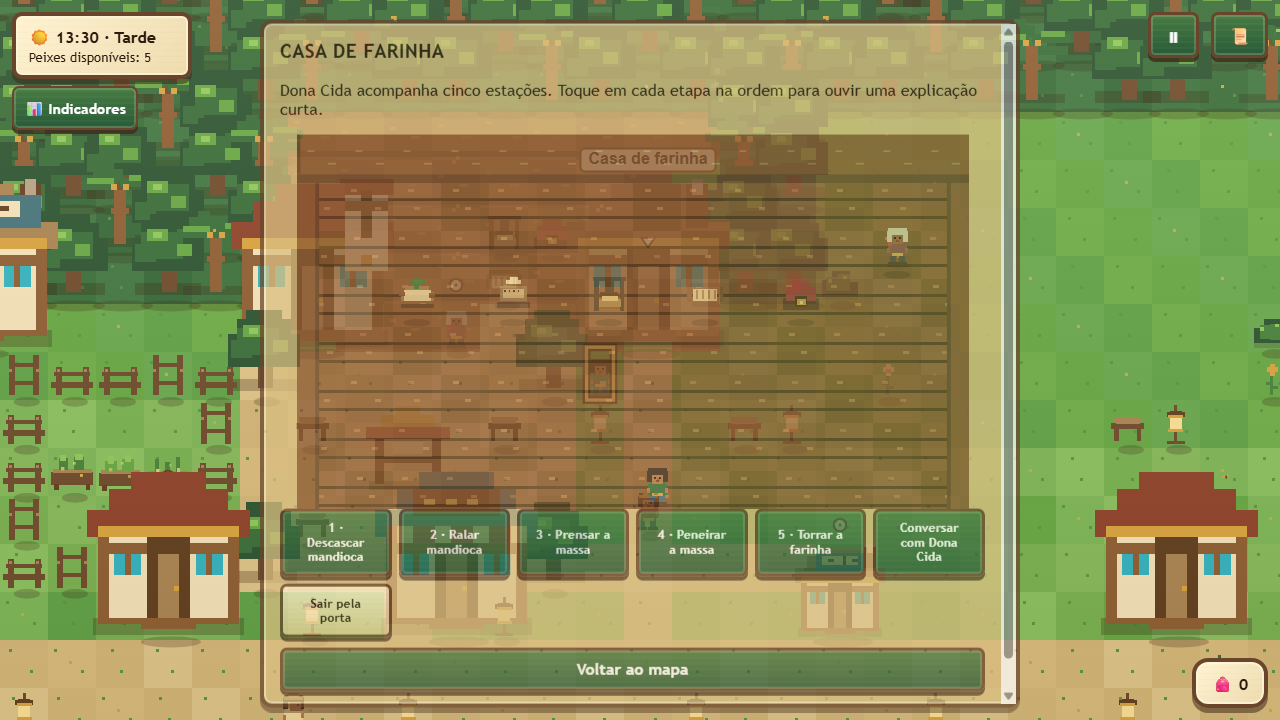 13:30 · Tarde
Peixes disponíveis: 5
Indicadores
CASA DE FARINHA
Dona Cida acompanha cinco estações. Toque em cada etapa na ordem para ouvir uma explicação
curta.
Casa de farinha
1 ·
Descascar
mandioca
2 · Ralar
mandioca
3 · Prensar a
massa
4 · Peneirar
a massa
5 · Torrar a
farinha
Conversar
com Dona
Cida
Sair pela
porta
Voltar ao mapa
0